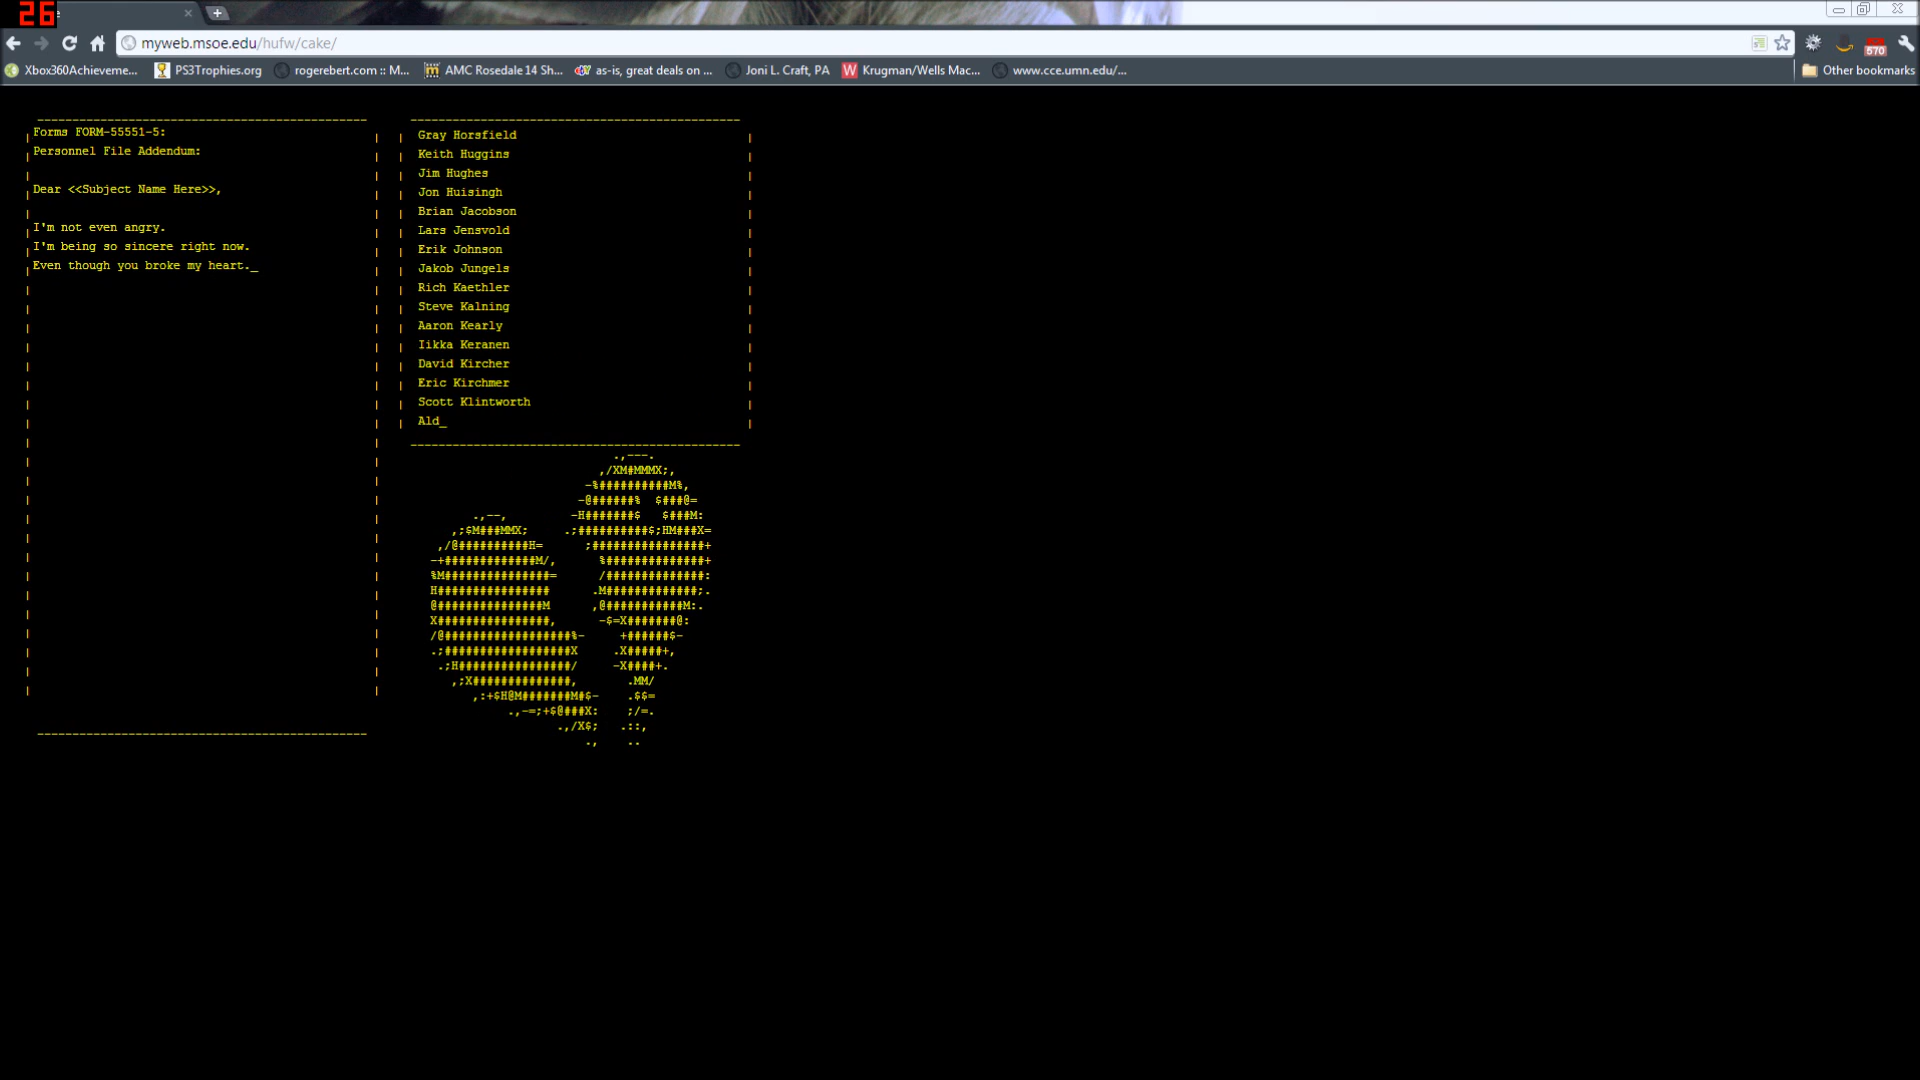 26
myweb.msoe.edu/hufw/cake/
Xbox360Achieveme... PS3Trophies.org rogerebert.com :: M... AMC Rosedale 14 Sh... as-is, great deals on ... Joni L. Craft, PA Krugman/Wells Mac... www.cce.umn.edu/... Other bookmarks
570
Forms FORM-55551-5:
Personnel File Addendum:
Dear <<Subject Name Here>>,
I'm not even angry.
I'm being so sincere right now.
Even though you broke my heart._
Gray Horsfield
Keith Huggins
Jim Hughes
Jon Huisingh
Brian Jacobson
Lars Jensvold
Erik Johnson
Jakob Jungels
Rich Kaethler
Steve Kalning
Aaron Kearly
Iikka Keranen
David Kircher
Eric Kirchmer
Scott Klintworth
Ald_